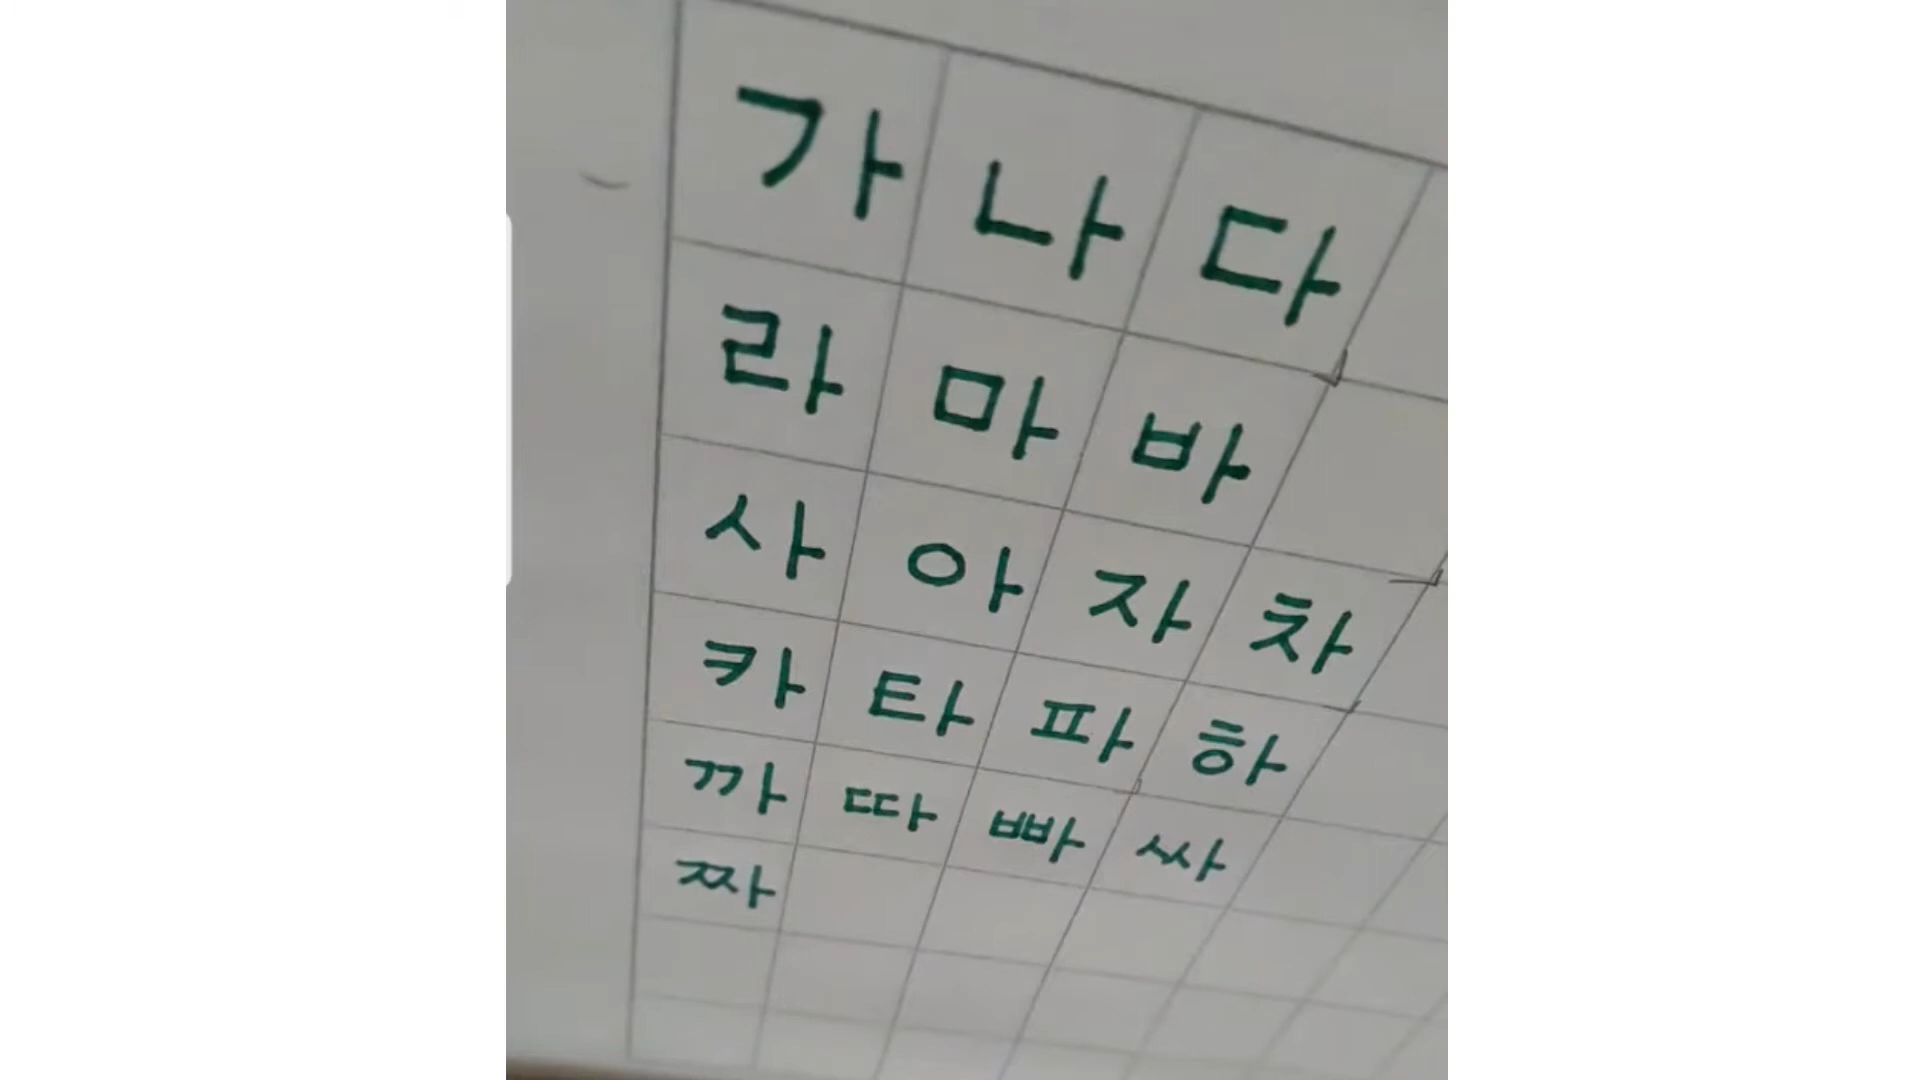 가 나 다
라 마 바
사 아 자 차
카 타 파 하
까 따 빠 싸
짜